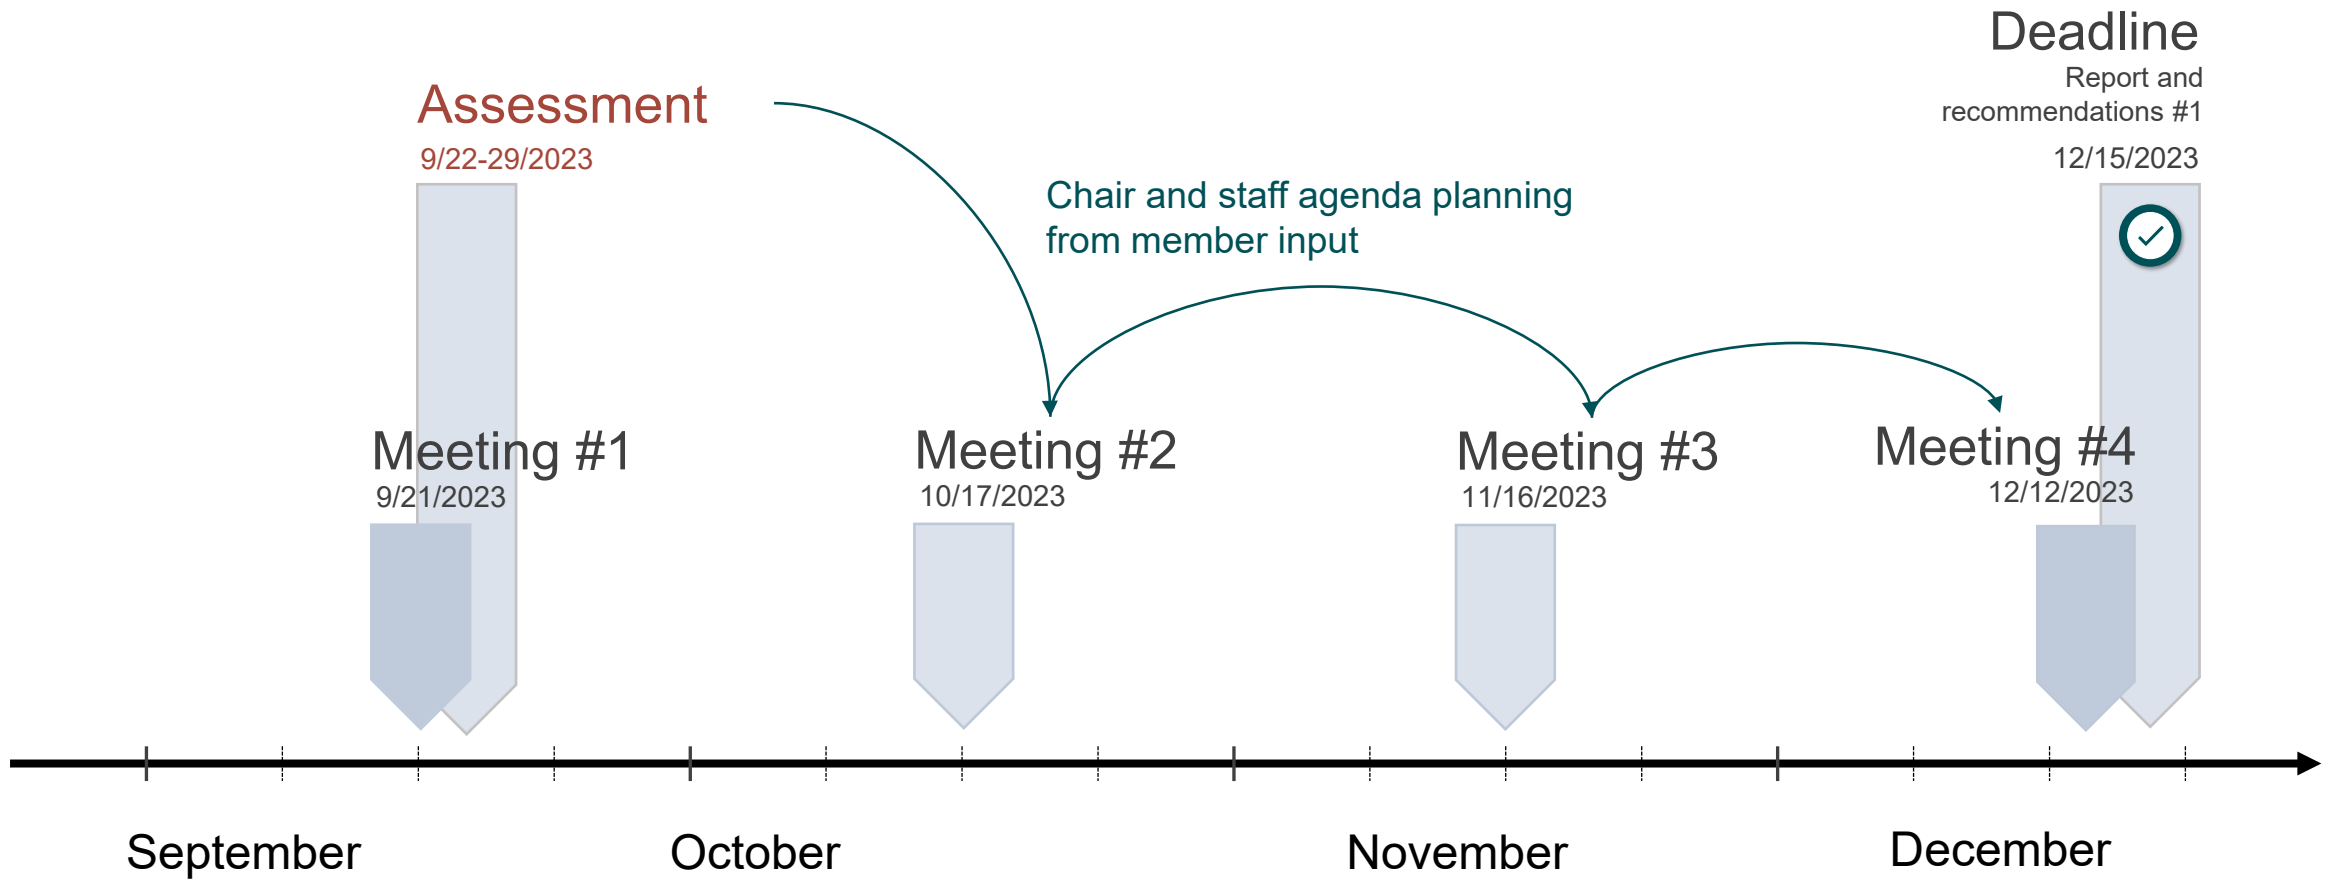 Deadline
Report and
recommendations #1
12/15/2023
Assessment
9/22-29/2023
Chair and staff agenda planning
from member input
Meeting #1
9/21/2023
Meeting #2
10/17/2023
Meeting #3
11/16/2023
Meeting #4
12/12/2023
September
October
November
December